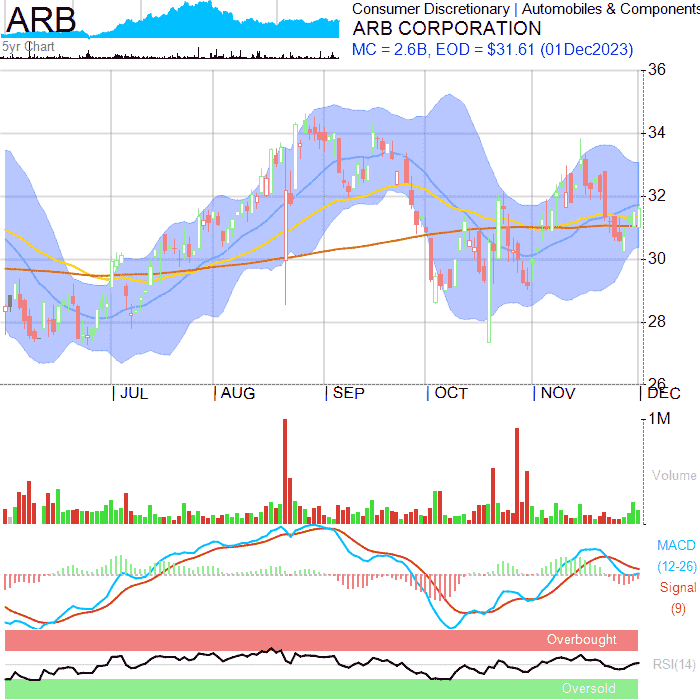 ARB
5yr Chart
Consumer Discretionary | Automobiles & Components
ARB CORPORATION
MC = 2.6B, EOD = $31.61 (01Dec2023)
36
34
32
30
28
26
JUL
AUG
SEP
OCT
NOV
DEC
1M
Volume
MACD
(12-26)
Signal
(9)
Overbought
RSI(14)
Oversold